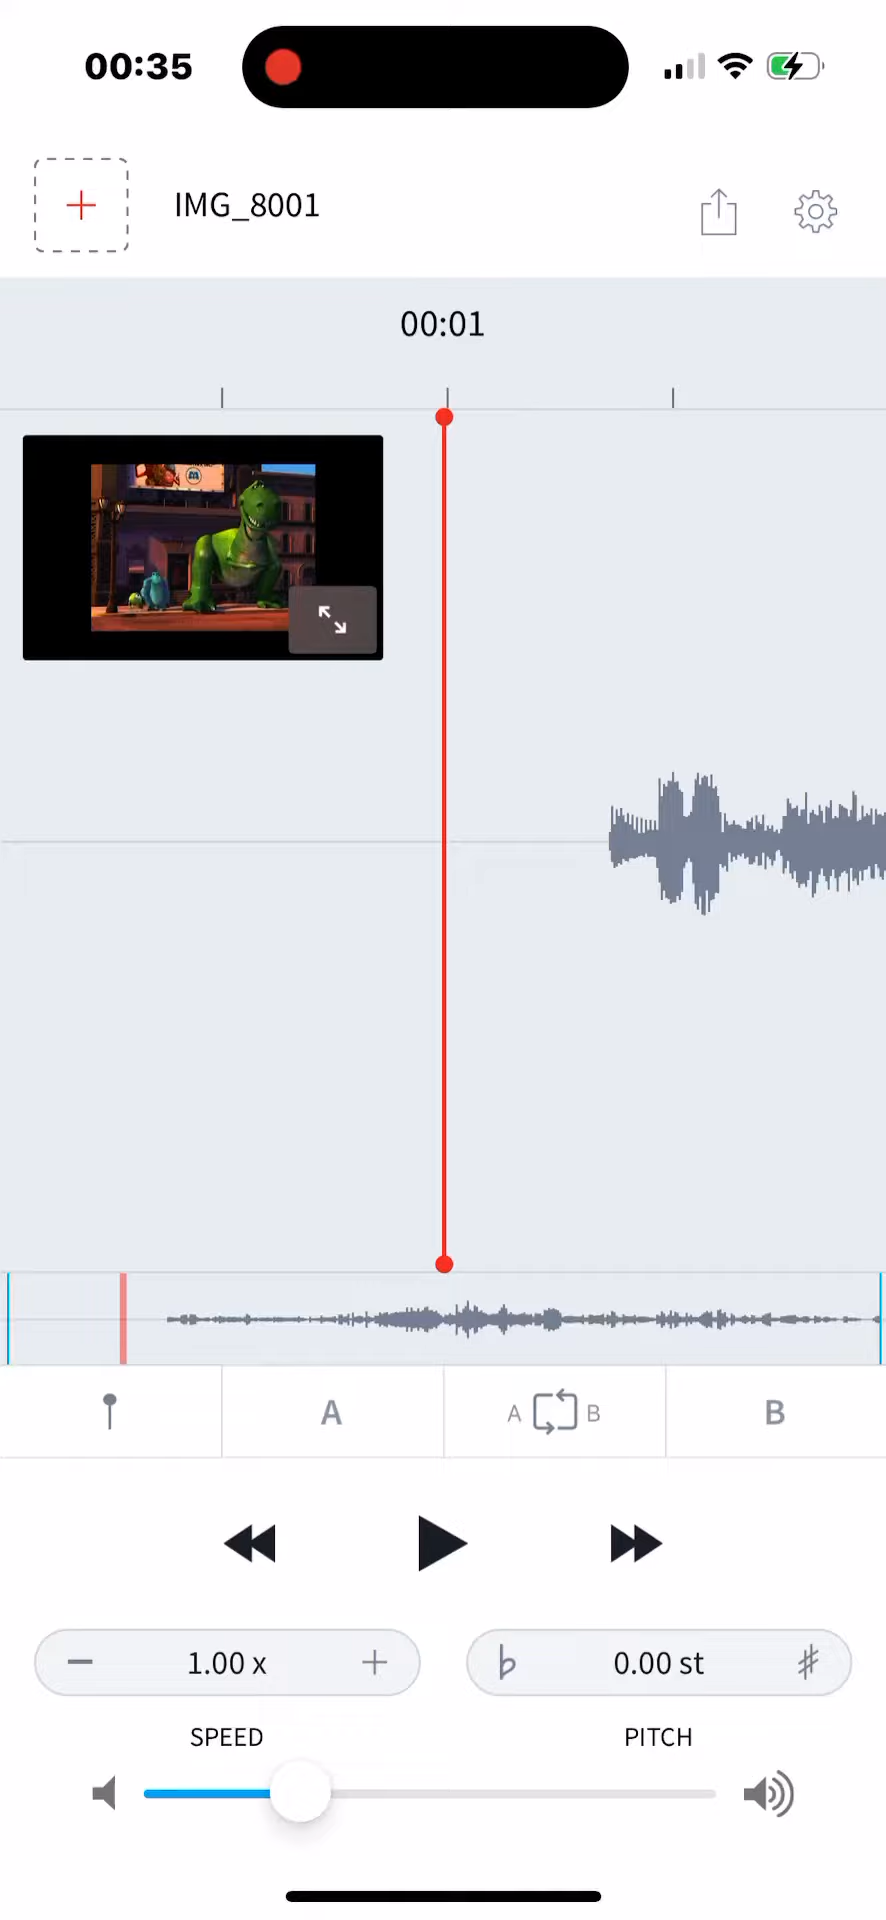 00:35
IMG_8001
00:01
A
A B
B
1.00 x
0.00 st
SPEED
PITCH